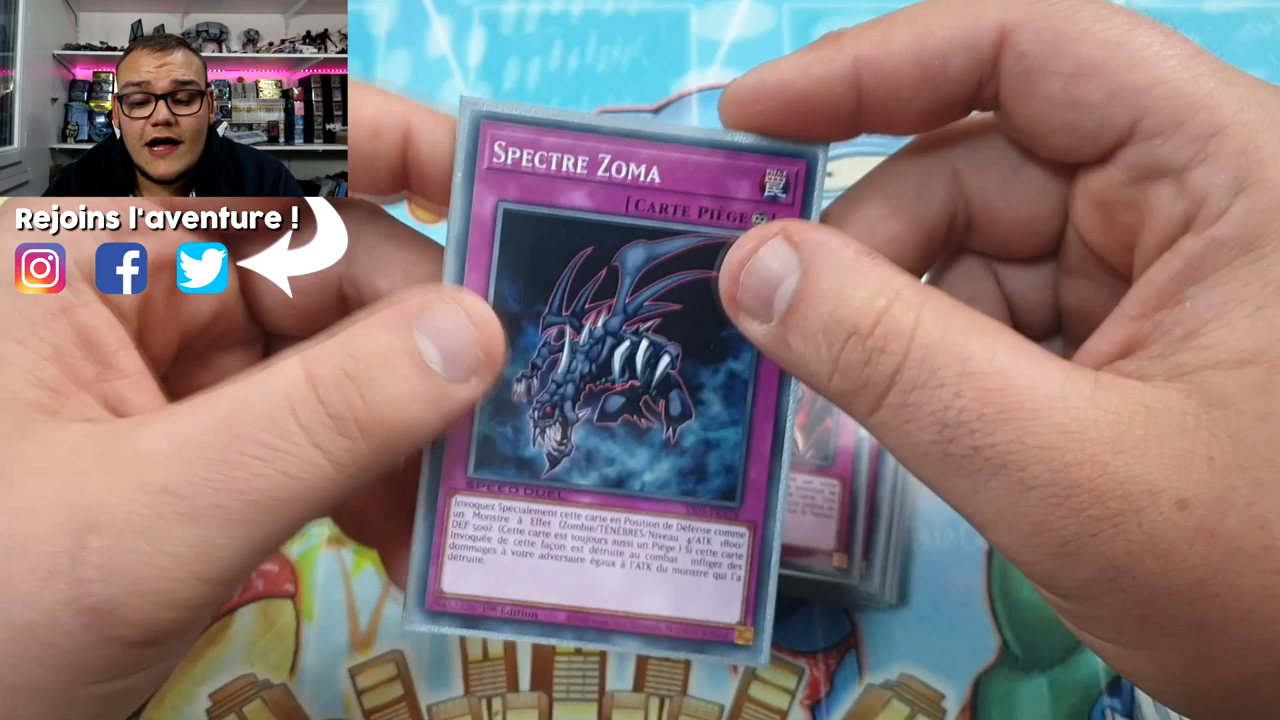 Rejoins l'aventure !
SPECTRE ZOMA
[CARTE PIÈGE
SPEED DUEL
Invoquez Spécialement cette carte en Position de Défense comme
un Monstre à Effet (Zombie/TÉNÈBRES/Niveau 4/ATK 1800/
DEF 500). (Cette carte est toujours aussi un Piège.) Si cette carte
Invoquée de cette façon est détruite au combat : infligez des
dommages à votre adversaire égaux à l'ATK du monstre qui l'a
détruite.
1re Edition